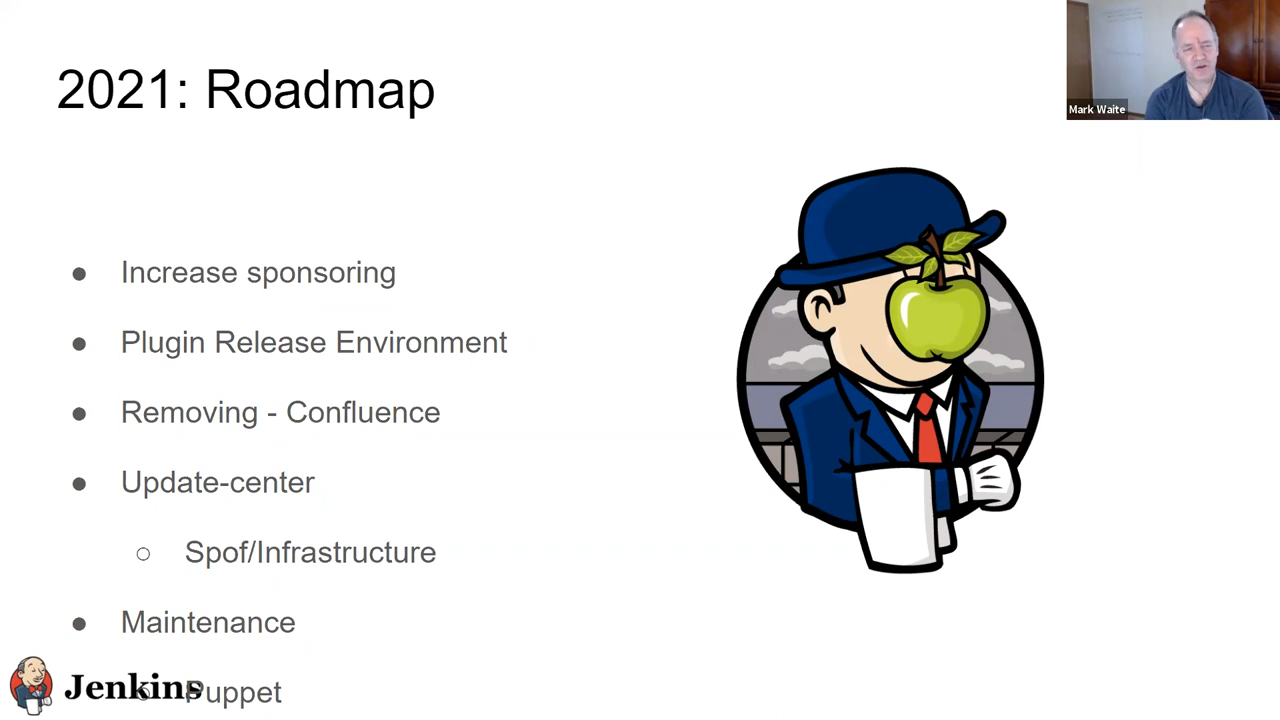 2021: Roadmap
Mark Waite
● Increase sponsoring
● Plugin Release Environment
● Removing - Confluence
● Update-center
○ Spof/Infrastructure
● Maintenance
○ Puppet
Jenkins